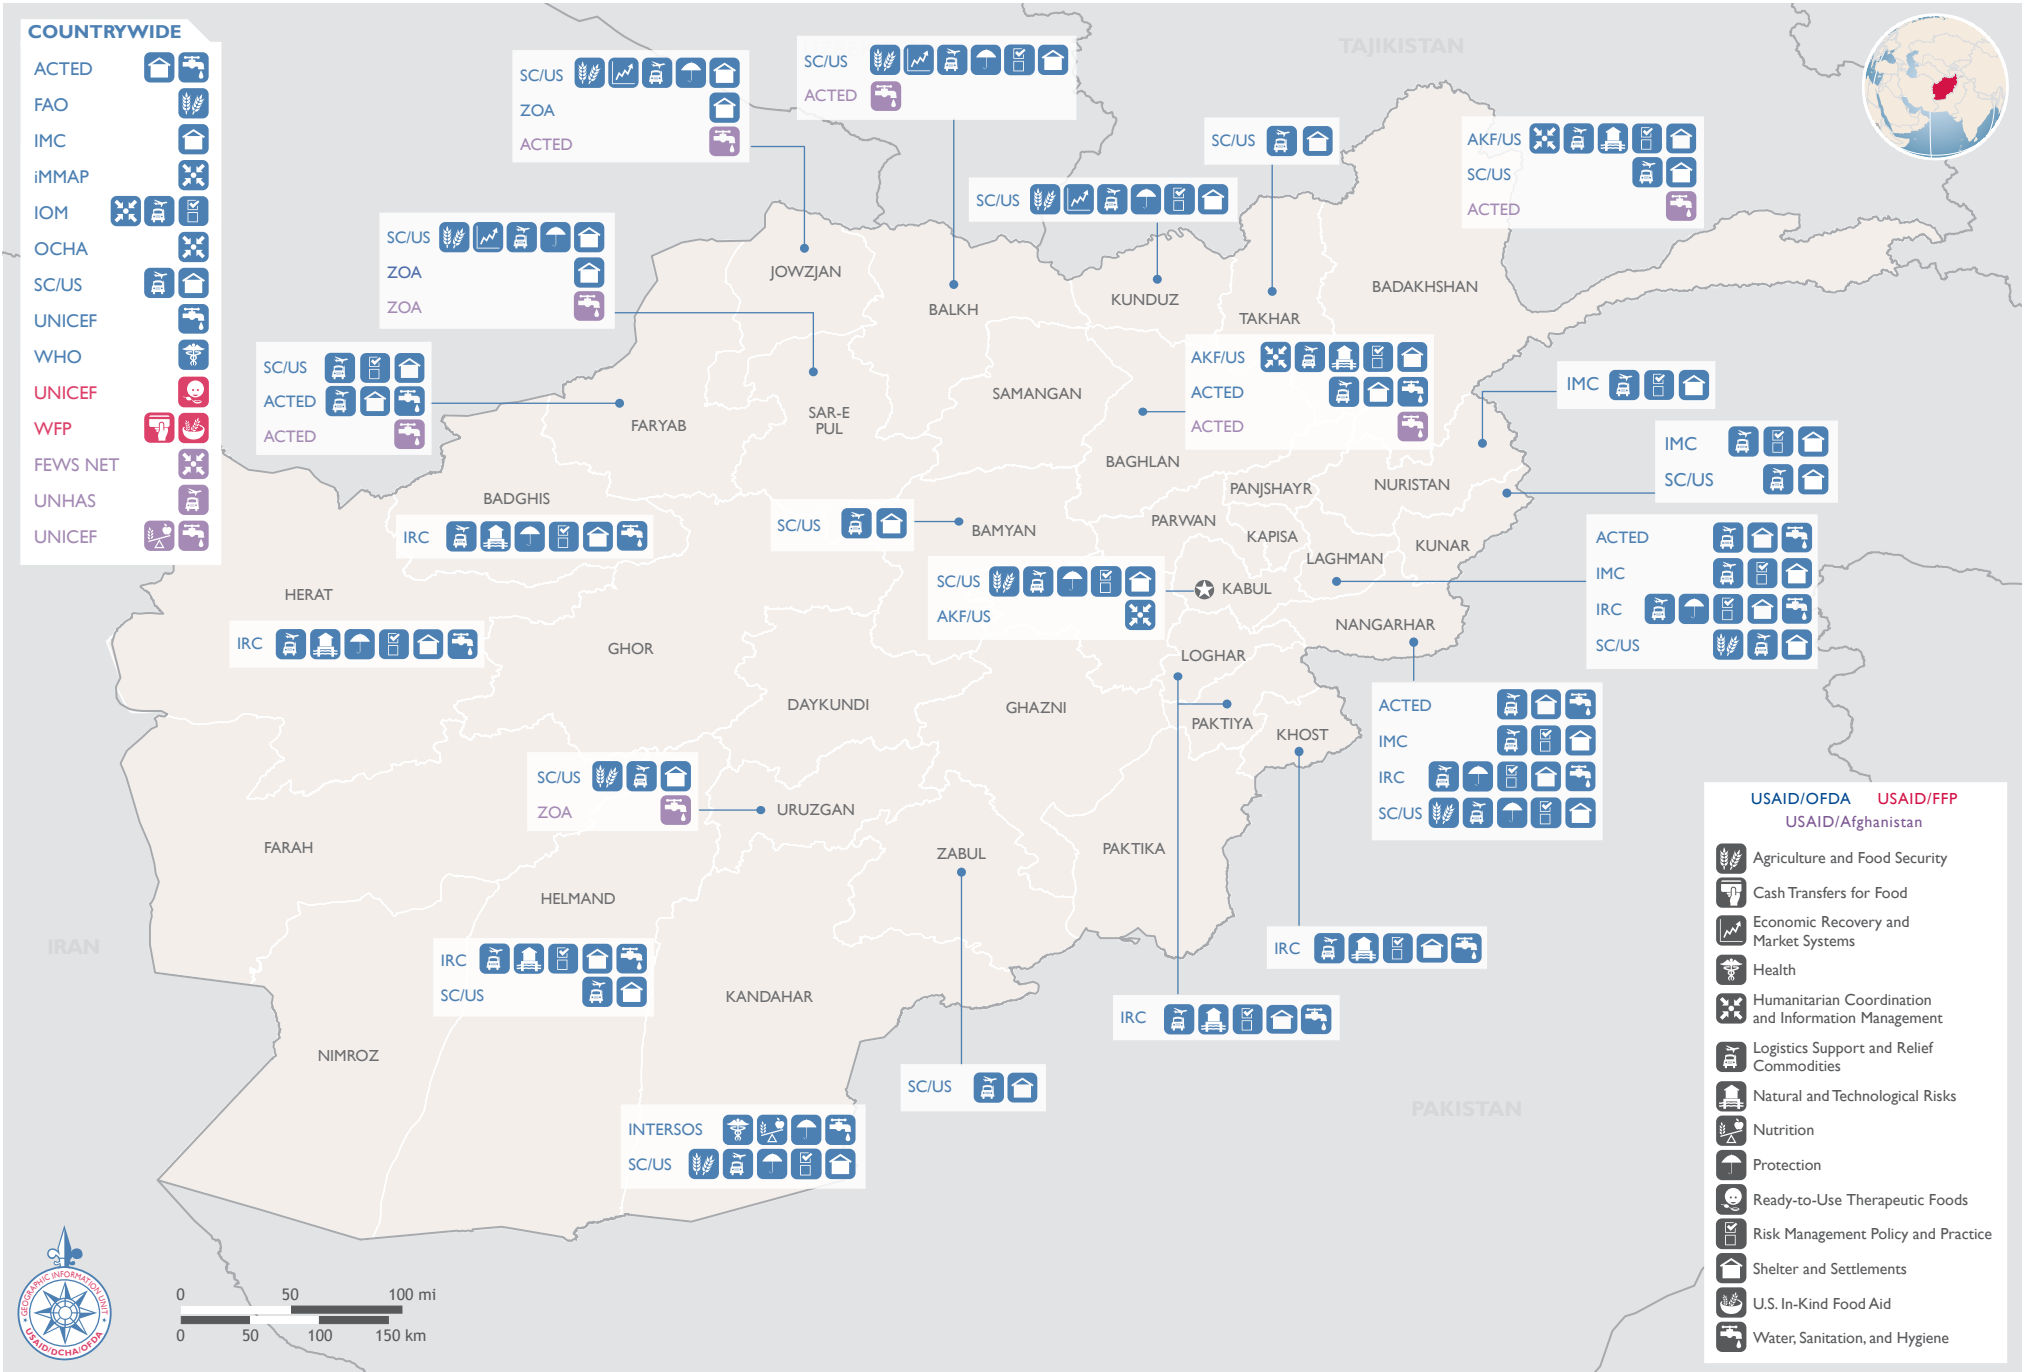 COUNTRYWIDE
ACTED
FAO
IMC
iMMAP
IOM
OCHA
SC/US
UNICEF
WHO
UNICEF
WFP
FEWS NET
UNHAS
UNICEF
SC/US
ZOA
ACTED
SC/US
ACTED
TAJIKISTAN
SC/US
AKF/US
SC/US
ACTED
SC/US
SC/US
ZOA
ZOA
JOWZJAN
BALKH
KUNDUZ
TAKHAR
BADAKHSHAN
SC/US
ACTED
ACTED
AKF/US
ACTED
ACTED
IMC
FARYAB
SAR-E
PUL
SAMANGAN
BAGHLAN
IMC
SC/US
BADGHIS
IRC
SC/US
BAMYAN
PARWAN
PANJSHAYR
NURISTAN
KAPISA
LAGHMAN
KUNAR
ACTED
IMC
IRC
SC/US
SC/US
AKF/US
KABUL
HERAT
IRC
GHOR
NANGARHAR
LOGHAR
DAYKUNDI
GHAZNI
PAKTIYA
KHOST
ACTED
IMC
IRC
SC/US
SC/US
ZOA
URUZGAN
FARAH
ZABUL
PAKTIKA
HELMAND
IRAN
IRC
SC/US
KANDAHAR
IRC
IRC
NIMROZ
SC/US
PAKISTAN
INTERSOS
SC/US
USAID/OFDA USAID/FFP
USAID/Afghanistan
Agriculture and Food Security
Cash Transfers for Food
Economic Recovery and
Market Systems
Health
Humanitarian Coordination
and Information Management
Logistics Support and Relief
Commodities
Natural and Technological Risks
Nutrition
Protection
Ready-to-Use Therapeutic Foods
Risk Management Policy and Practice
Shelter and Settlements
U.S. In-Kind Food Aid
Water, Sanitation, and Hygiene
GEOGRAPHIC INFORMATION UNIT
USAID/DCHA/OFDA
0 50 100 mi
0 50 100 150 km